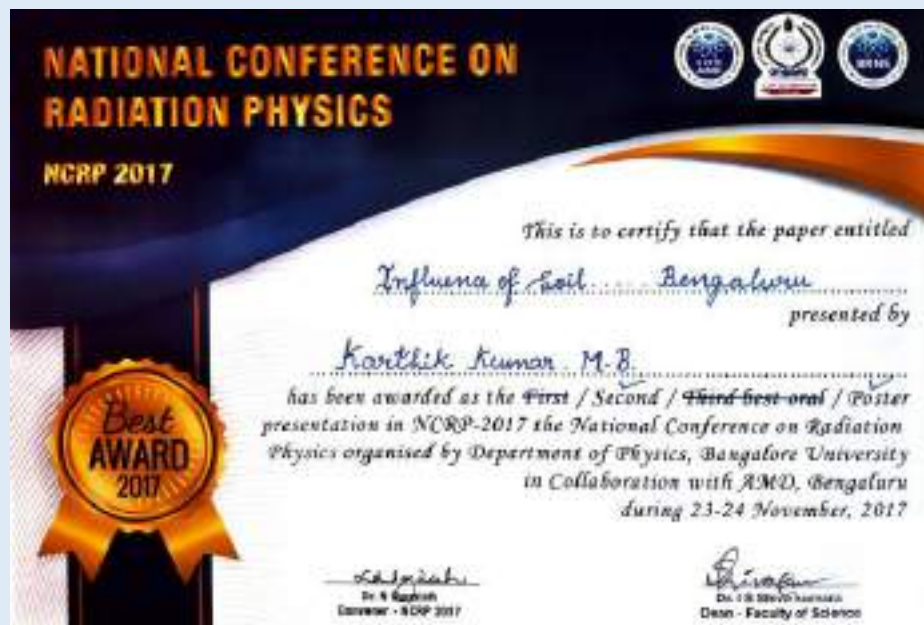 NATIONAL CONFERENCE ON
RADIATION PHYSICS
NCRP 2017
This is to certify that the paper entitled
Influena of Soil .... Bengaluru
presented by
Karthik Kumar. M.B.
has been awarded as the First / Second / Third best oral / Poster
presentation in NCRP-2017 the National Conference on Radiation
Physics organised by Department of Physics, Bangalore University
in Collaboration with AMD, Bengaluru
during 23-24 November, 2017
Best
AWARD
2017
Dr. N
Convener - NCRP 2017
Dean - Faculty of Science